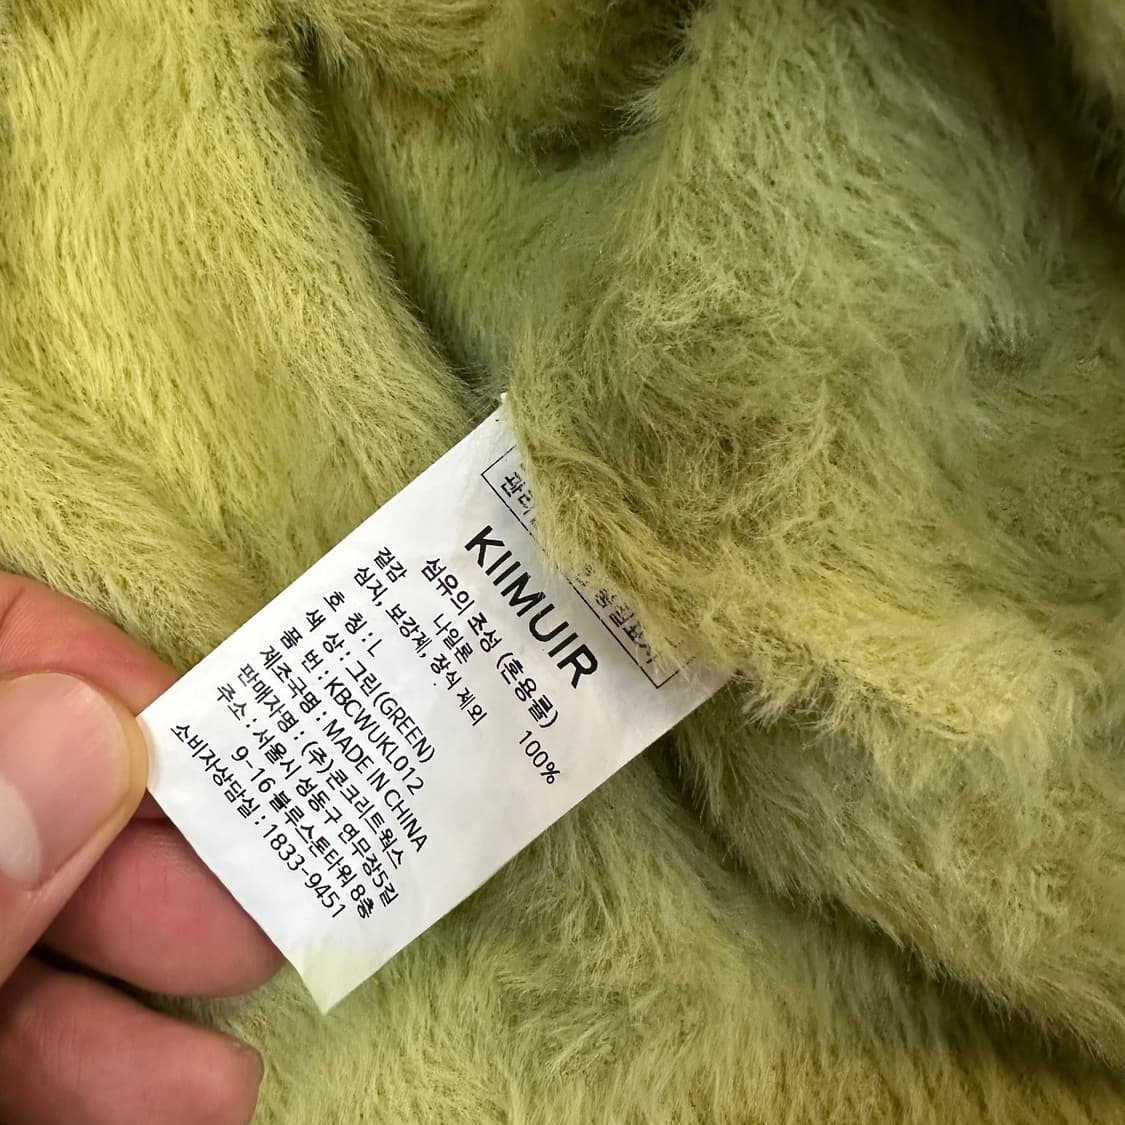 KIIMUIR
섬유의 조성 (혼용률)
겉감 나일론 100%
심지, 보강제, 장식 제외
호 칭 : L
색 상 : 그린(GREEN)
품 번 : KBCWUKL012
제조국명 : MADE IN CHINA
판매자명 : (주) 콘크리트웍스
주소 : 서울시 성동구 연무장5길
9-16 블루스톤타워 8층
소비자상담실 : 1833-9451